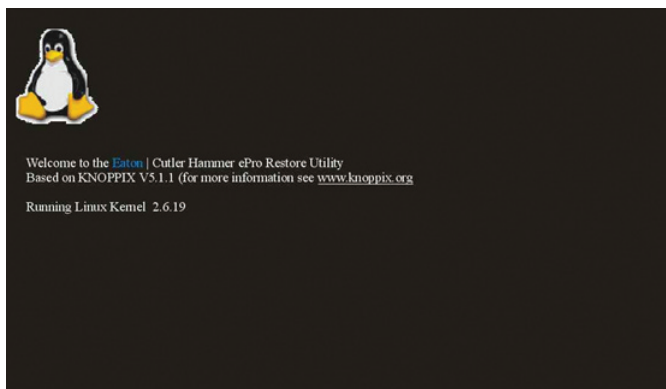 Welcome to the Eaton | Cutler Hammer ePro Restore Utility
Based on KNOPPIX V5.1.1 (for more information see www.knoppix.org
Running Linux Kernel 2.6.19